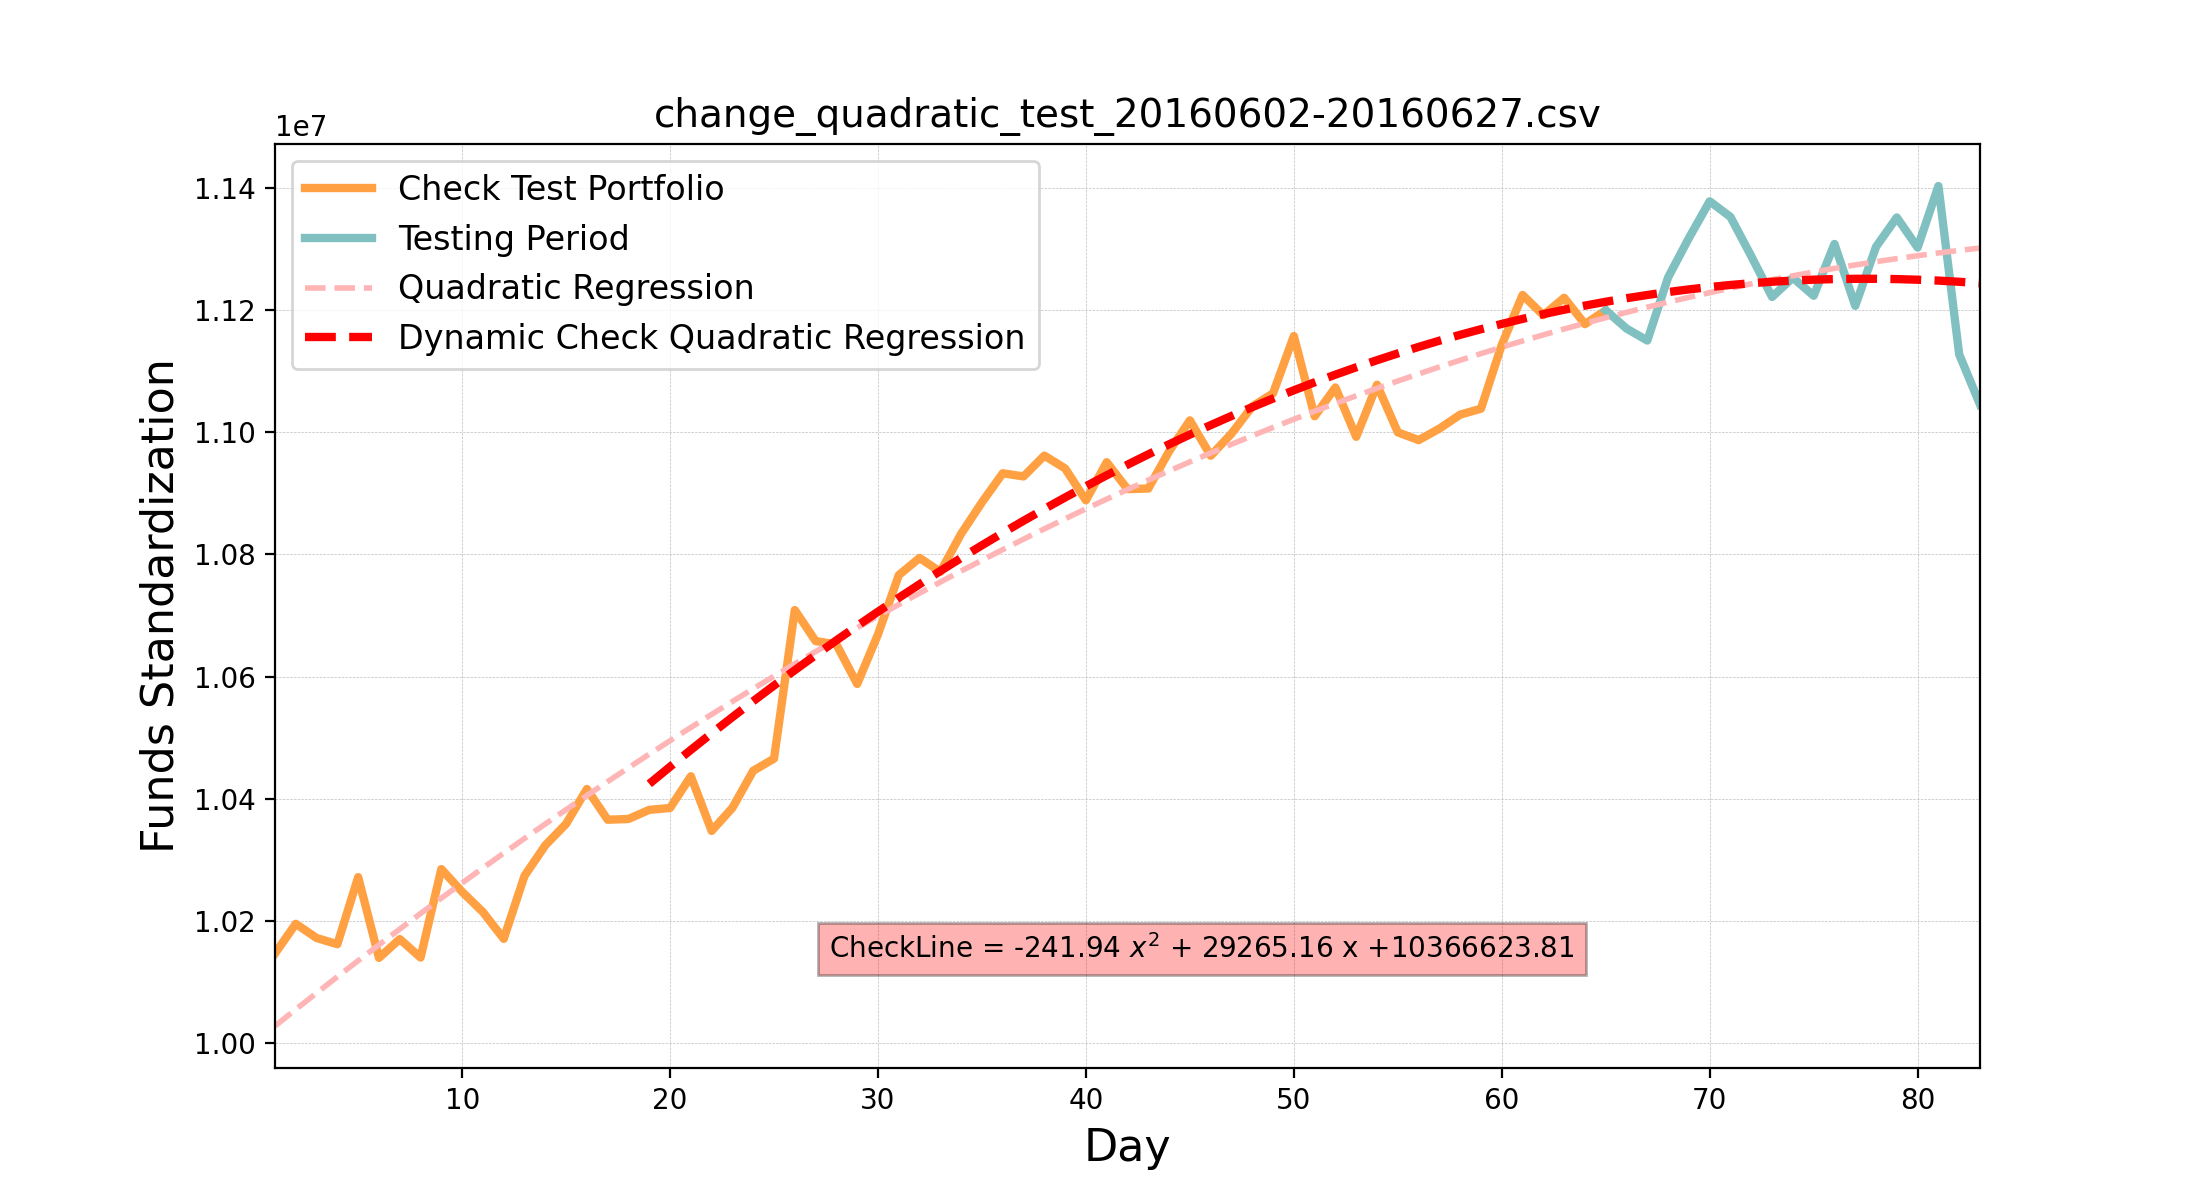 change_quadratic_test_20160602-20160627.csv
1e7
Check Test Portfolio
Testing Period
Quadratic Regression
Dynamic Check Quadratic Regression
1.14
1.12
1.10
1.08
1.06
1.04
1.02
1.00
Funds Standardization
CheckLine = -241.94 x² + 29265.16 x +10366623.81
10 20 30 40 50 60 70 80
Day